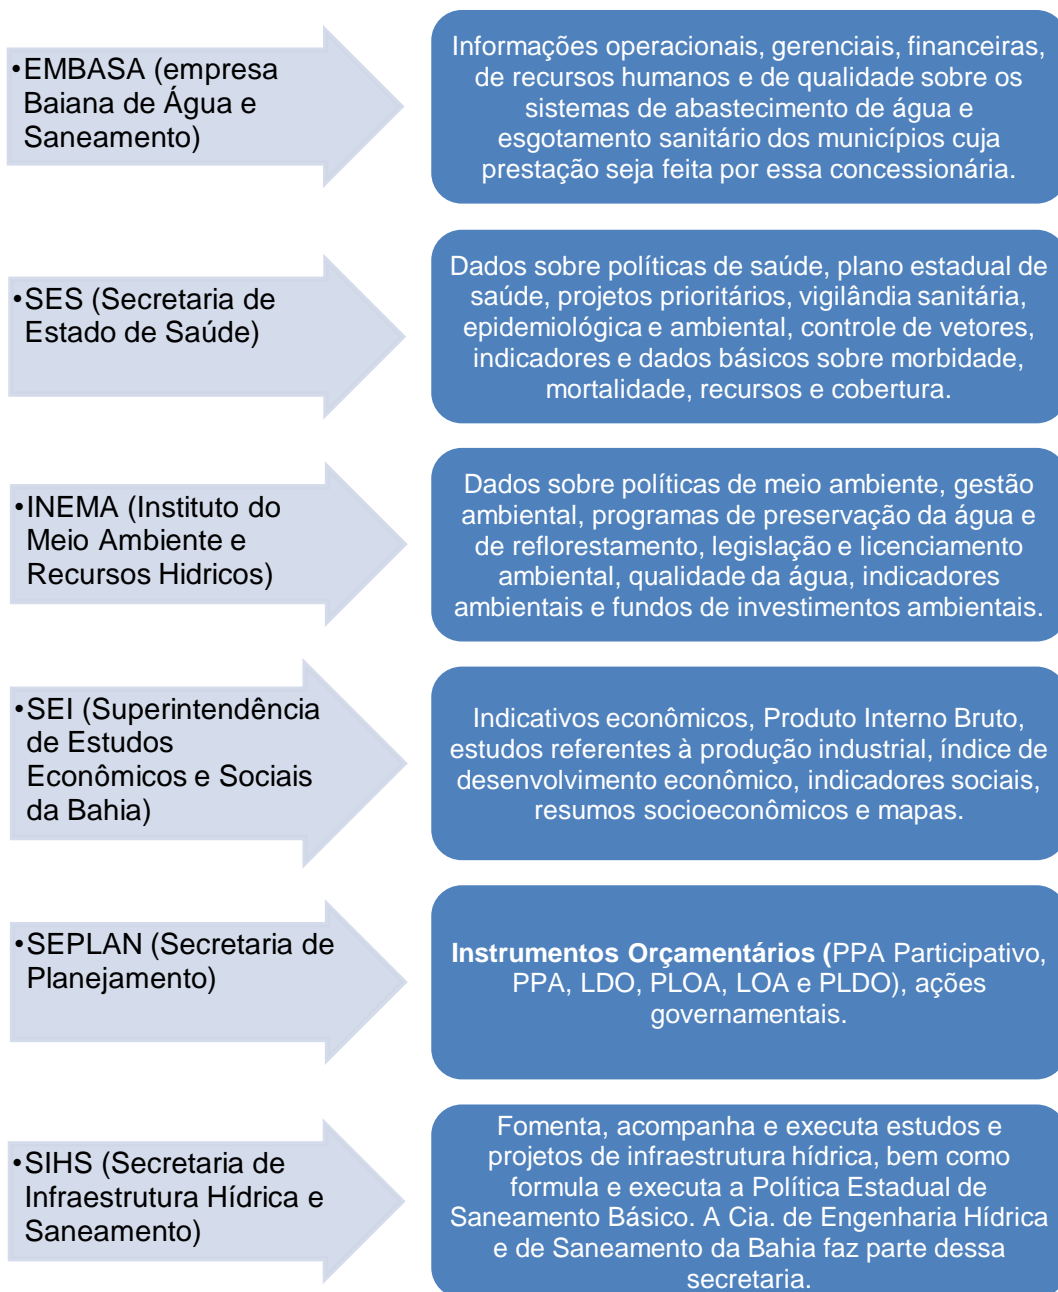 •EMBASA (empresa
Baiana de Água e
Saneamento)
Informações operacionais, gerenciais, financeiras,
de recursos humanos e de qualidade sobre os
sistemas de abastecimento de água e
esgotamento sanitário dos municípios cuja
prestação seja feita por essa concessionária.
•SES (Secretaria de
Estado de Saúde)
Dados sobre políticas de saúde, plano estadual de
saúde, projetos prioritários, vigilândia sanitária,
epidemiológica e ambiental, controle de vetores,
indicadores e dados básicos sobre morbidade,
mortalidade, recursos e cobertura.
•INEMA (Instituto do
Meio Ambiente e
Recursos Hidricos)
Dados sobre políticas de meio ambiente, gestão
ambiental, programas de preservação da água e
de reflorestamento, legislação e licenciamento
ambiental, qualidade da água, indicadores
ambientais e fundos de investimentos ambientais.
•SEI (Superintendência
de Estudos
Econômicos e Sociais
da Bahia)
Indicativos econômicos, Produto Interno Bruto,
estudos referentes à produção industrial, índice de
desenvolvimento econômico, indicadores sociais,
resumos socioeconômicos e mapas.
•SEPLAN (Secretaria de
Planejamento)
Instrumentos Orçamentários (PPA Participativo,
PPA, LDO, PLOA, LOA e PLDO), ações
governamentais.
•SIHS (Secretaria de
Infraestrutura Hídrica e
Saneamento)
Fomenta, acompanha e executa estudos e
projetos de infraestrutura hídrica, bem como
formula e executa a Política Estadual de
Saneamento Básico. A Cia. de Engenharia Hídrica
e de Saneamento da Bahia faz parte dessa
secretaria.